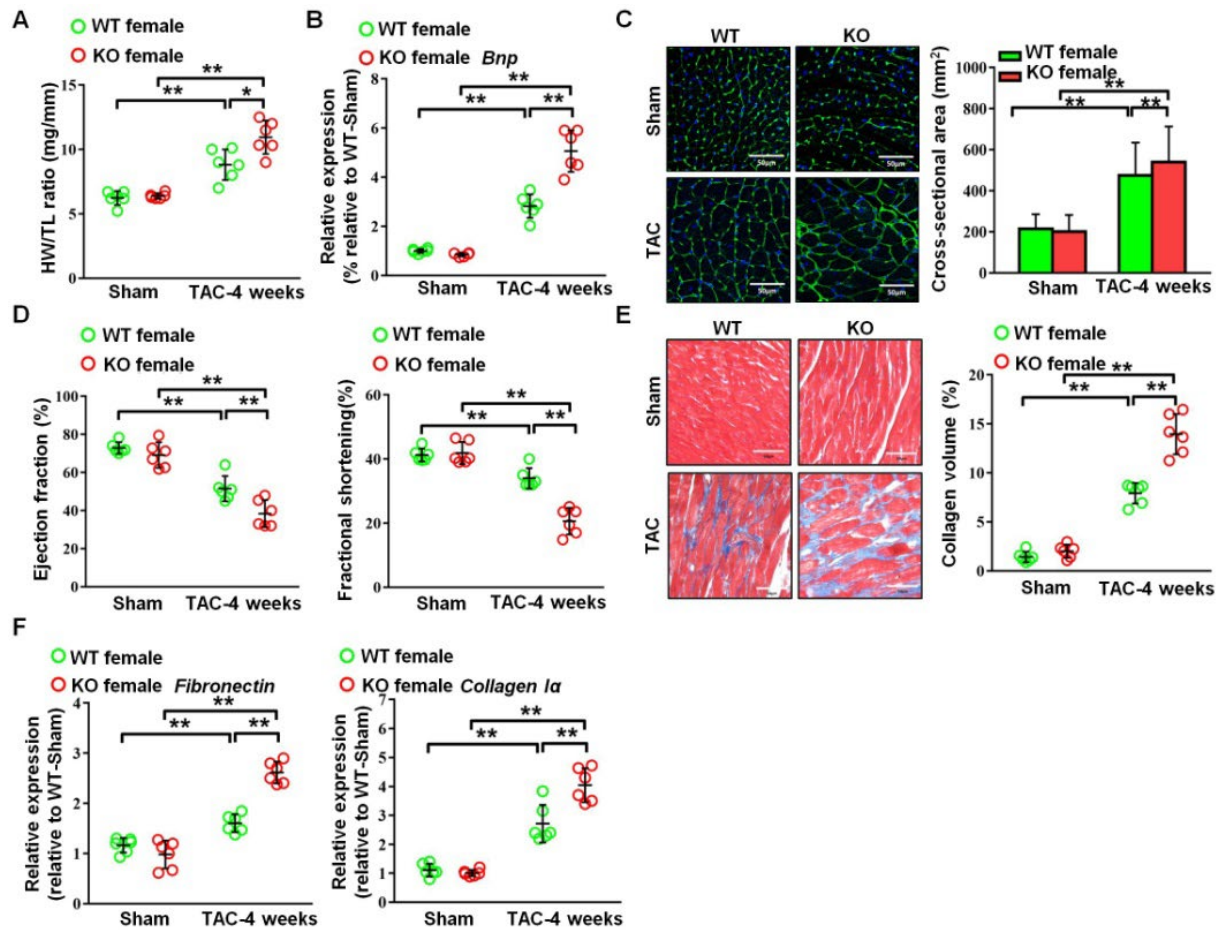 A
WT female
KO female
HW/TL ratio (mg/mm)
15
10
5
0
**
**
*
Sham
TAC-4 weeks
B
WT female
KO female Bnp
Relative expression
(% relative to WT-Sham)
8
6
4
2
0
**
**
**
Sham
TAC-4 weeks
C
WT
KO
Sham
TAC
50μm
50μm
50μm
50μm
WT female
KO female
Cross-sectional area (mm²)
1000
800
600
400
200
0
**
**
**
Sham
TAC-4 weeks
D
WT female
KO female
Ejection fraction (%)
100
80
60
40
20
0
**
**
**
Sham
TAC-4 weeks
WT female
KO female
Fractional shortening(%)
60
40
20
0
**
**
**
Sham
TAC-4 weeks
E
WT
KO
Sham
TAC
WT female
KO female
Collagen volume (%)
20
15
10
5
0
**
**
**
Sham
TAC-4 weeks
F
WT female
KO female Fibronectin
Relative expression
(relative to WT-Sham)
4
3
2
1
0
**
**
**
Sham
TAC-4 weeks
WT female
KO female Collagen Iα
Relative expression
(relative to WT-Sham)
7
6
5
4
3
2
1
0
**
**
**
Sham
TAC-4 weeks